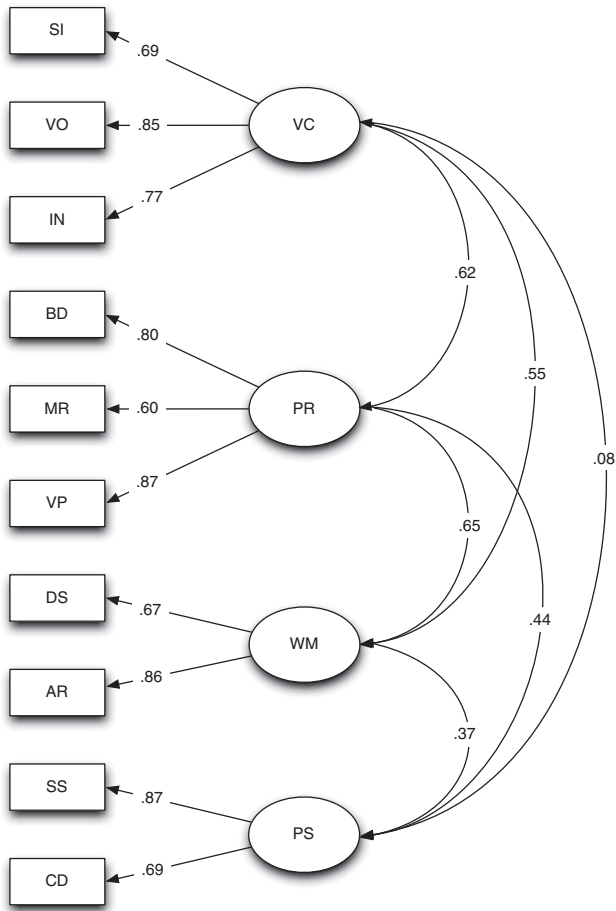 SI
.69
VO
.85
VC
IN
.77
.62
BD
.80
.55
MR
.60
PR
.08
VP
.87
.65
DS
.67
.44
WM
AR
.86
.37
SS
.87
PS
CD
.69